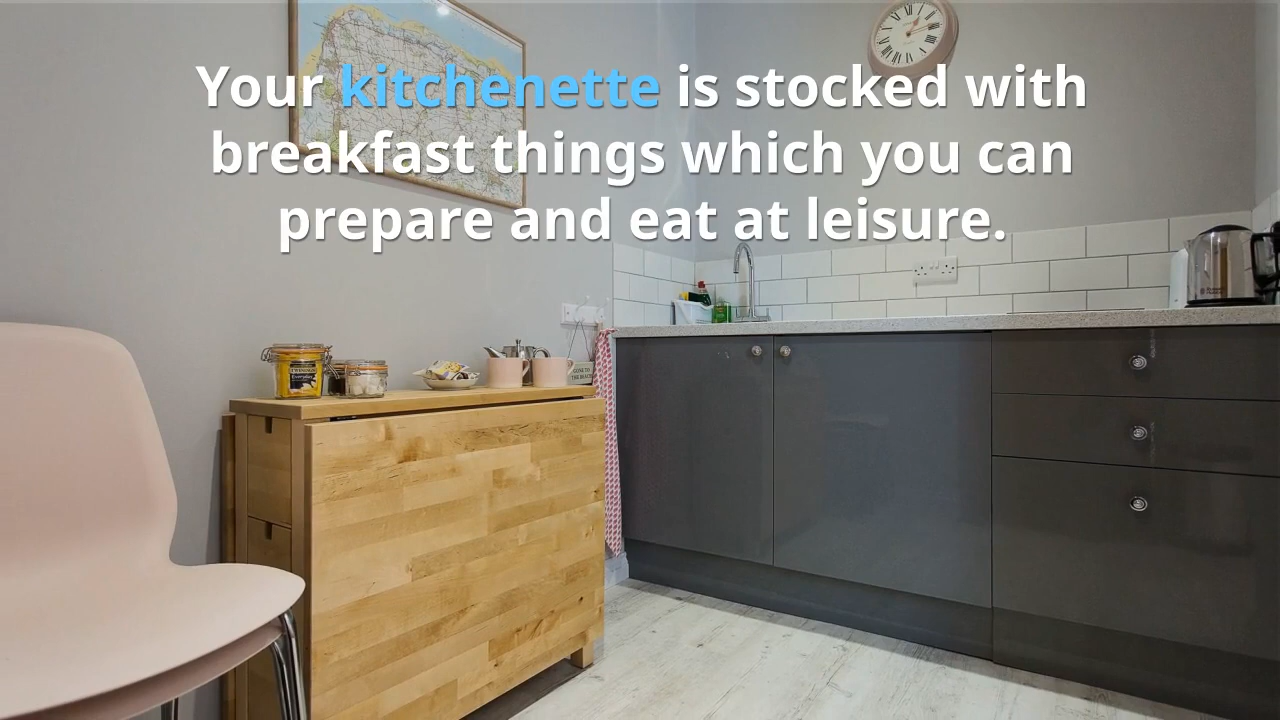 Your kitchenette is stocked with
breakfast things which you can
prepare and eat at leisure.